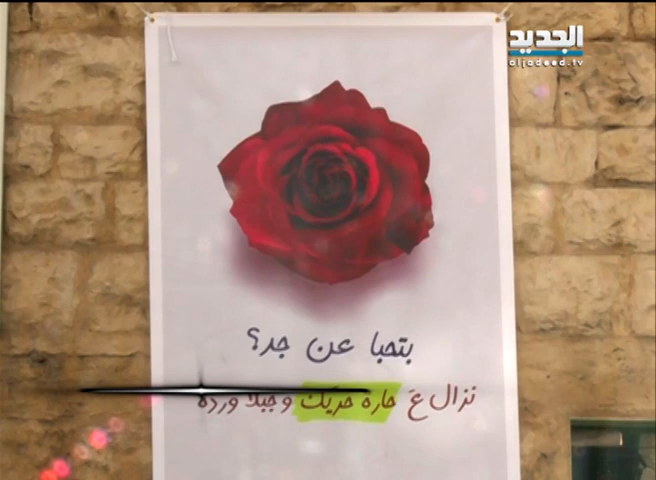 الجديد
aljadeed.tv
بتحبا عن جد؟
نزال ع حارة حريك وجبلا وردة